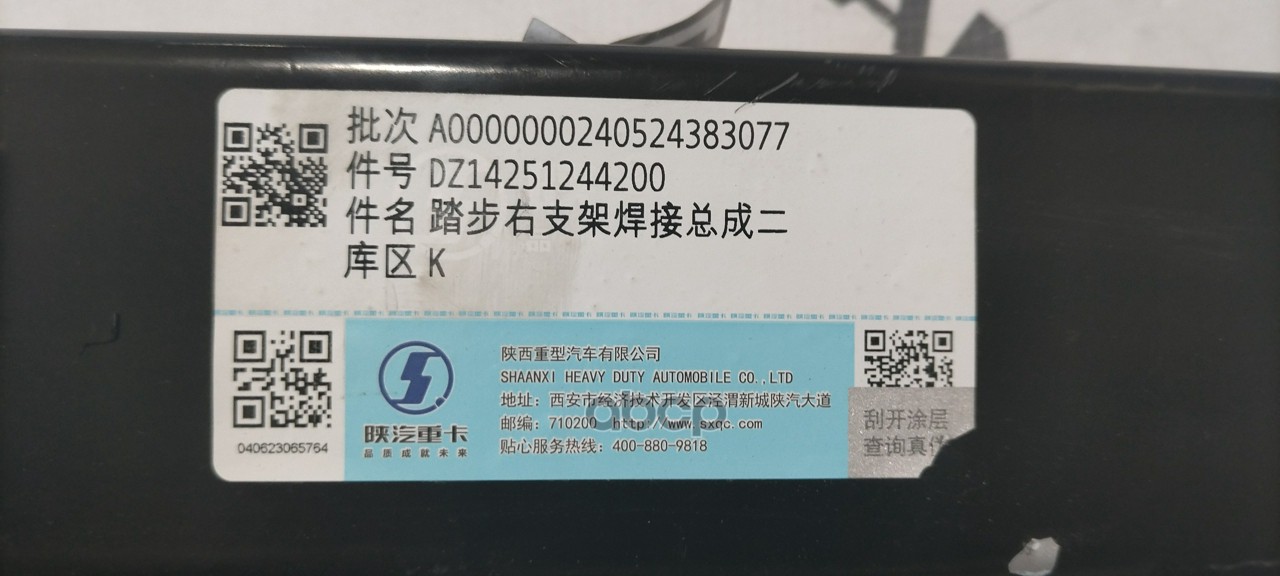 批次 A0000000240524383077
件号 DZ14251244200
件名 踏步右支架焊接总成二
库区 K
040623065764
陕汽重卡
品质成就未来
陕西重型汽车有限公司
SHAANXI HEAVY DUTY AUTOMOBILE CO.,LTD
地址: 西安市经济技术开发区泾渭新城陕汽大道
邮编: 710200 http://www.sxqc.com
贴心服务热线: 400-880-9818
abcp
刮开涂层
查询真